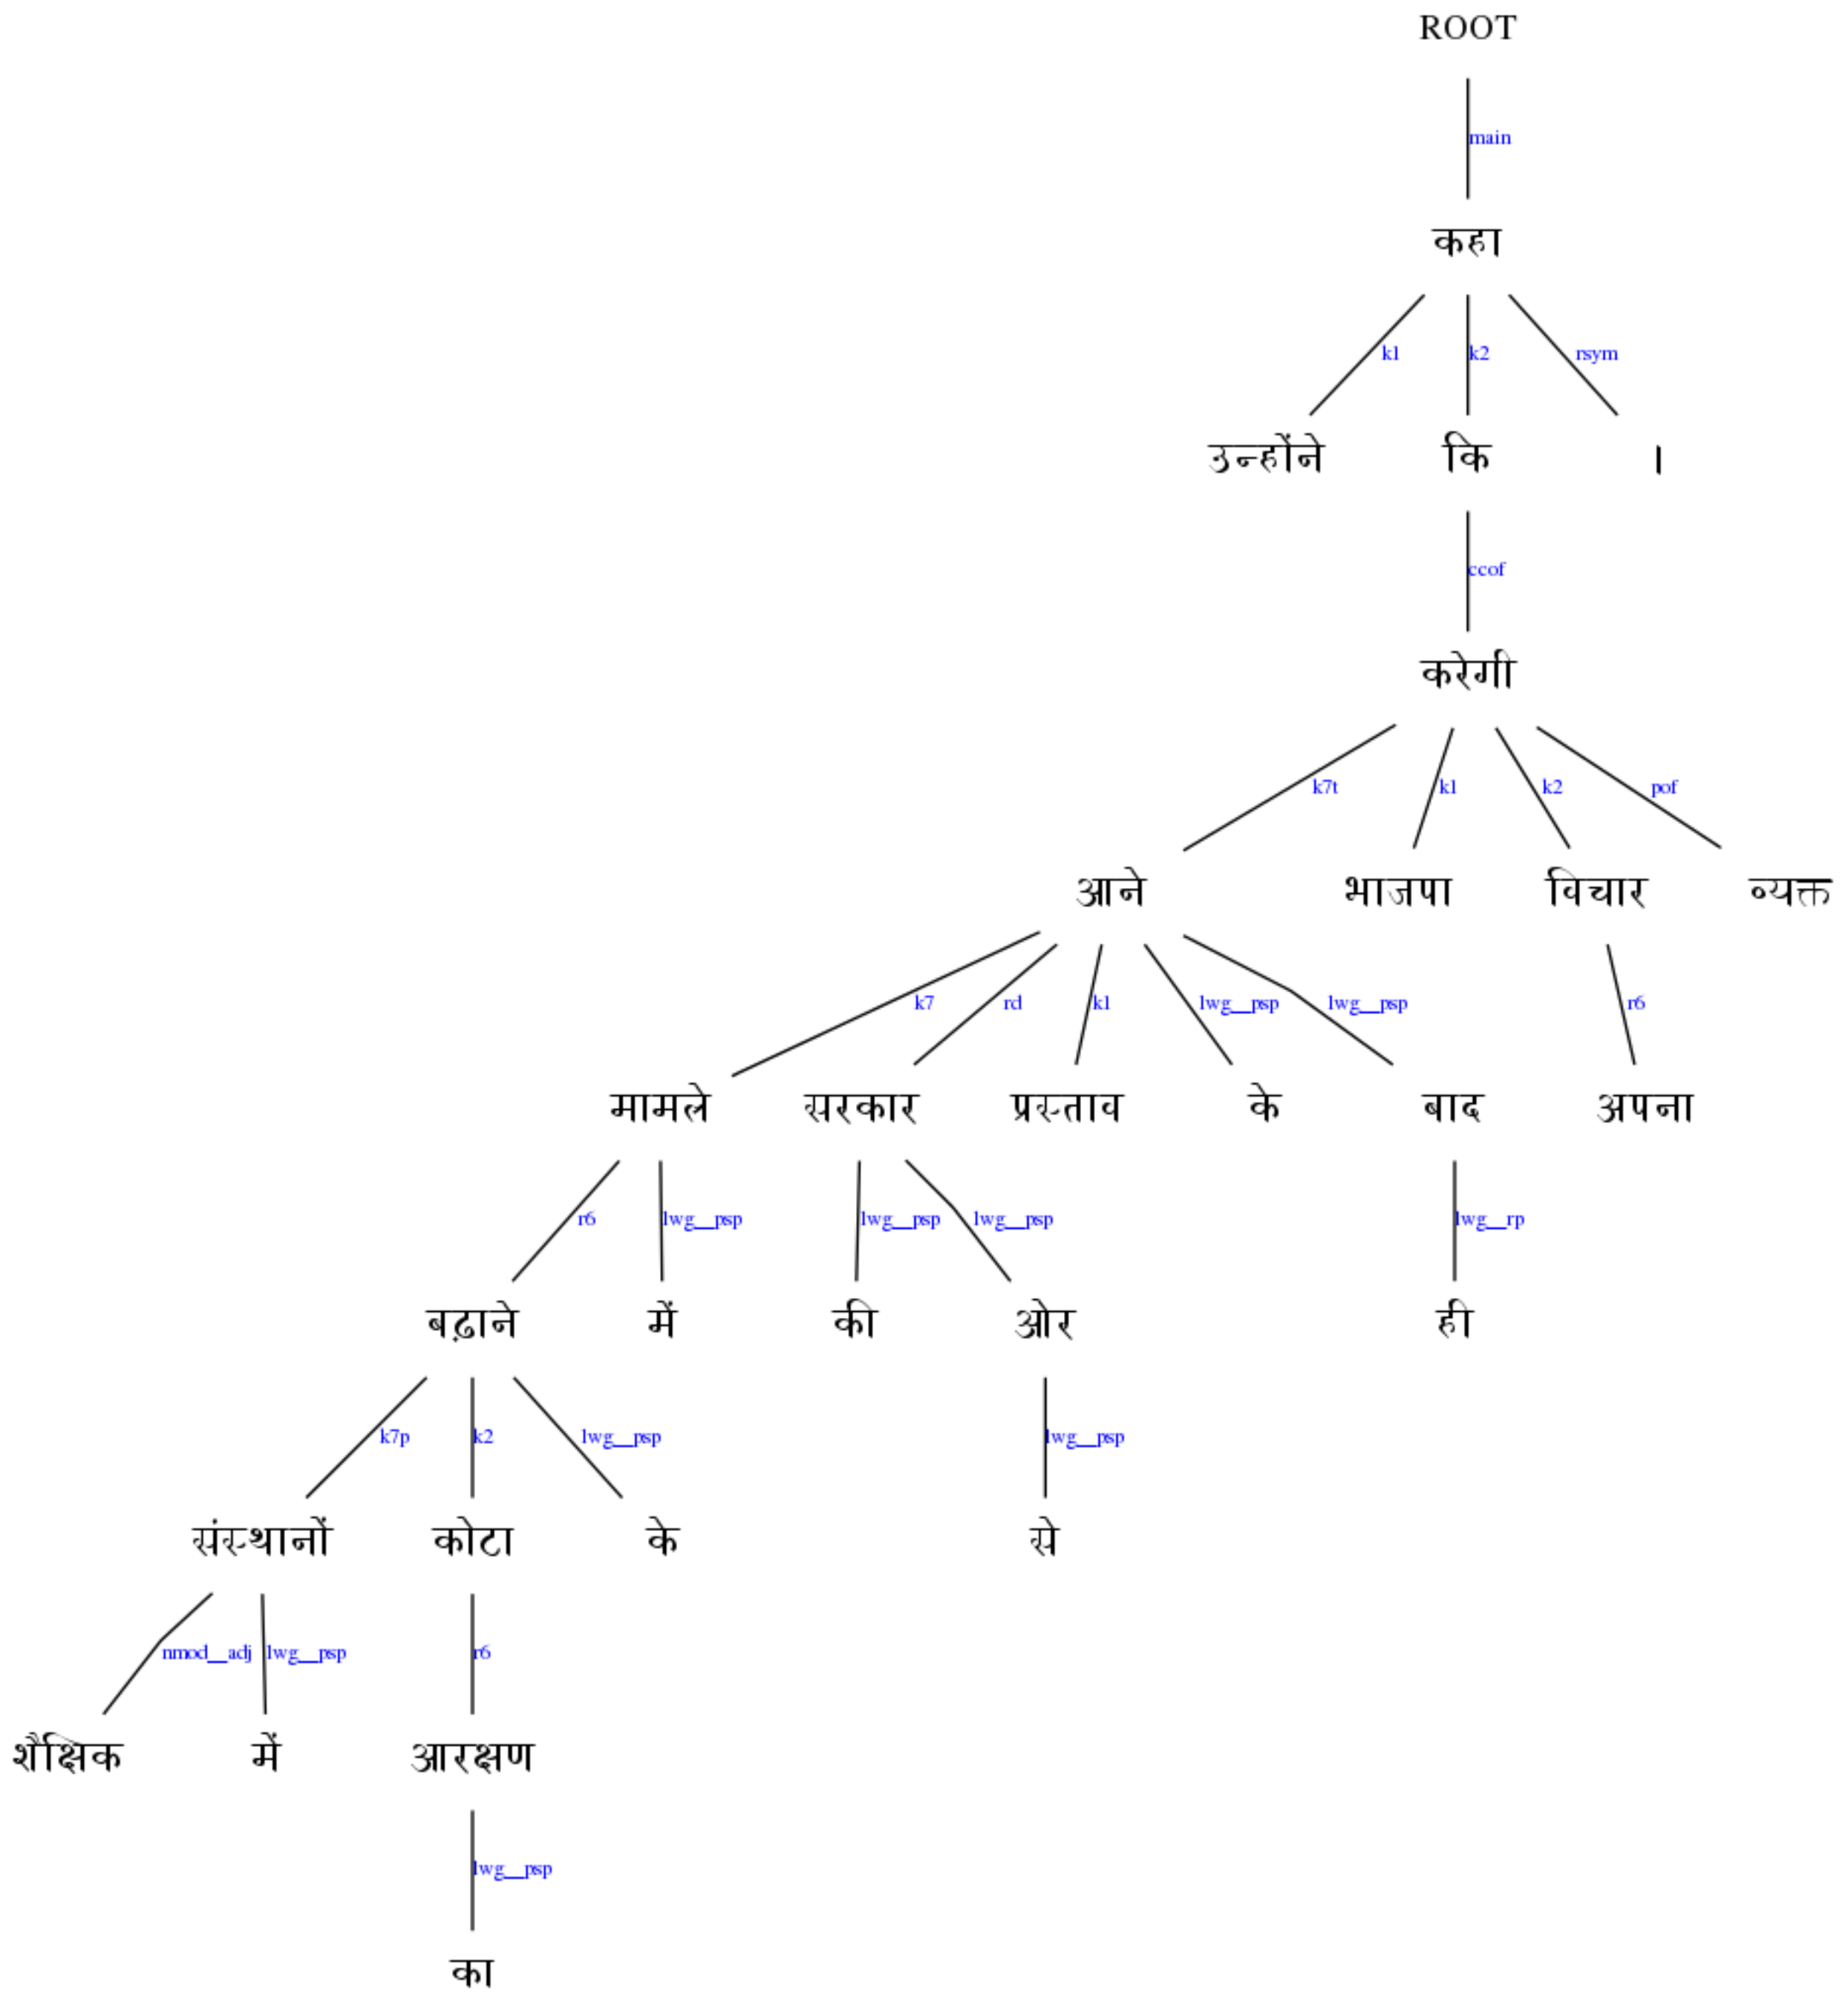 ROOT
main
कहा
k1 k2 rsym
उन्होंने कि ।
ccof
करेगी
k7t k1 k2 pof
आने भाजपा विचार व्यक्त
k7 rd k1 lwg__psp lwg__psp r6
मामले सरकार प्रस्ताव के बाद अपना
r6 lwg__psp lwg__psp lwg__psp lwg__rp
बढ़ाने में की ओर ही
k7p k2 lwg__psp lwg__psp
संस्थानों कोटा के से
nmod__adj lwg__psp r6
शैक्षिक में आरक्षण
lwg__psp
का